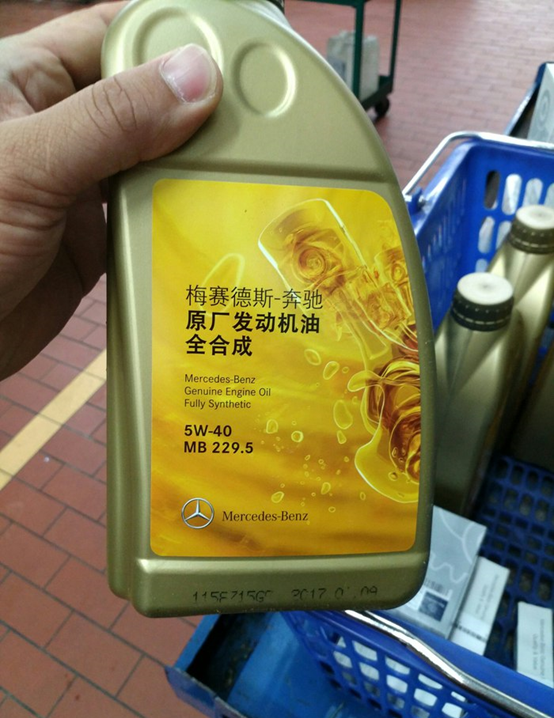 梅赛德斯-奔驰
原厂发动机油
全合成
Mercedes-Benz
Genuine Engine Oil
Fully Synthetic
5W-40
MB 229.5
Mercedes-Benz